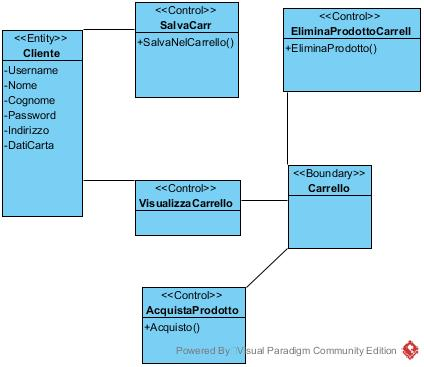 <<Entity>>
Cliente
-Username
-Nome
-Cognome
-Password
-Indirizzo
-DatiCarta
<<Control>>
SalvaCarr
+SalvaNelCarrello()
<<Control>>
EliminaProdottoCarrell
+EliminaProdotto()
<<Control>>
VisualizzaCarrello
<<Boundary>>
Carrello
<<Control>>
AcquistaProdotto
+Acquisto()
Powered By Visual Paradigm Community Edition